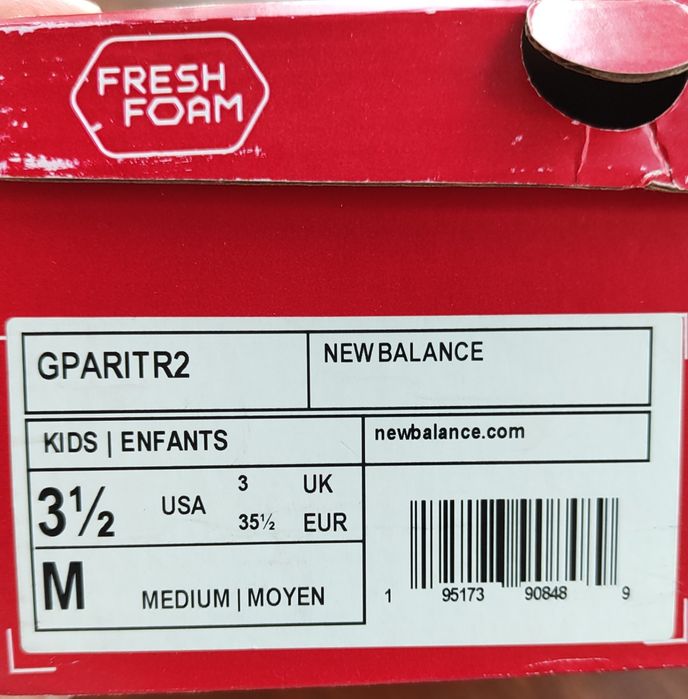 FRESH
FOAM
GPARITR2
NEW BALANCE
KIDS | ENFANTS
newbalance.com
3½ USA 3 UK
35½ EUR
M MEDIUM | MOYEN
1 95173 90848 9